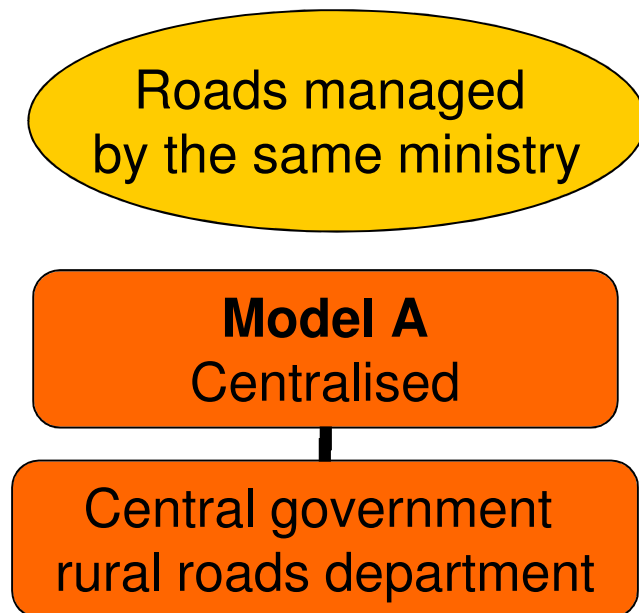 Roads managed
by the same ministry
Model A
Centralised
Central government
rural roads department